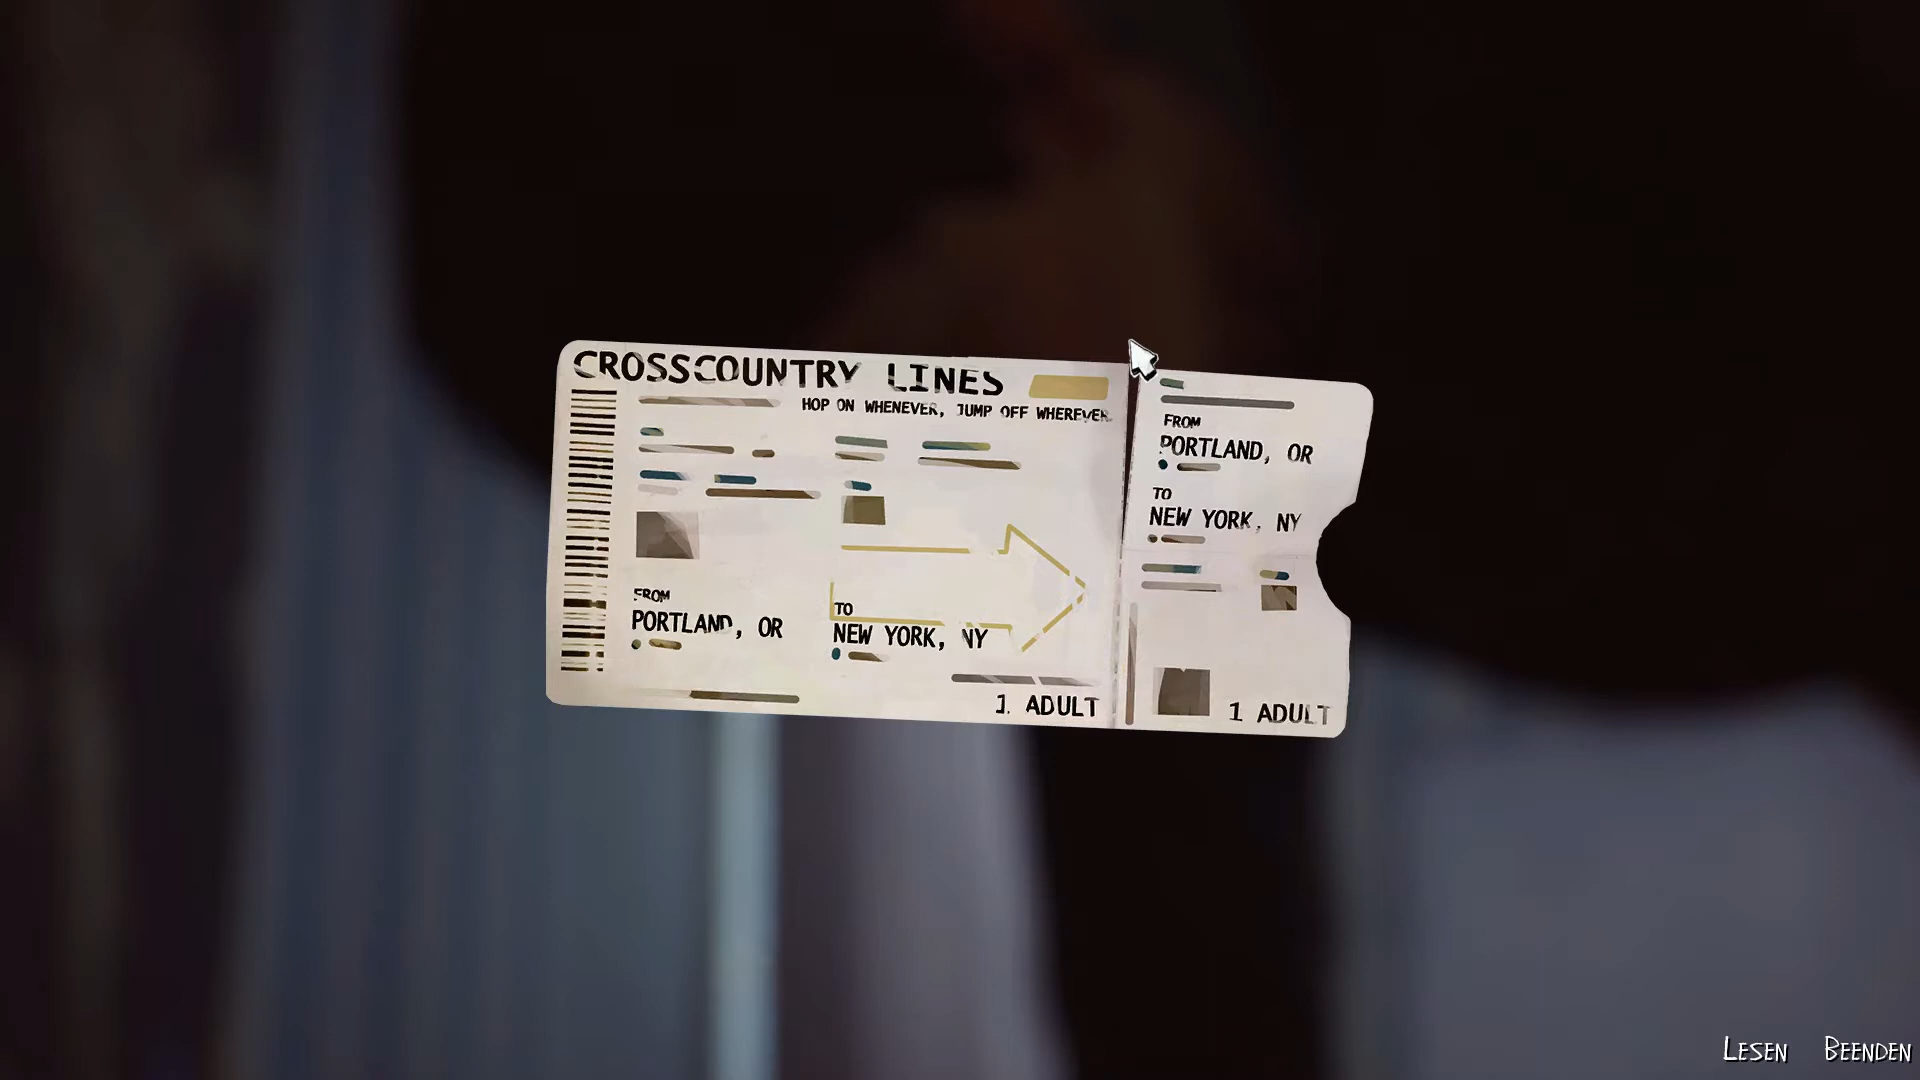 CROSSCOUNTRY LINES
HOP ON WHENEVER, JUMP OFF WHEREVER.
FROM
PORTLAND, OR
TO
NEW YORK, NY
1 ADULT
FROM
PORTLAND, OR
TO
NEW YORK, NY
1 ADULT
LESEN BEENDEN